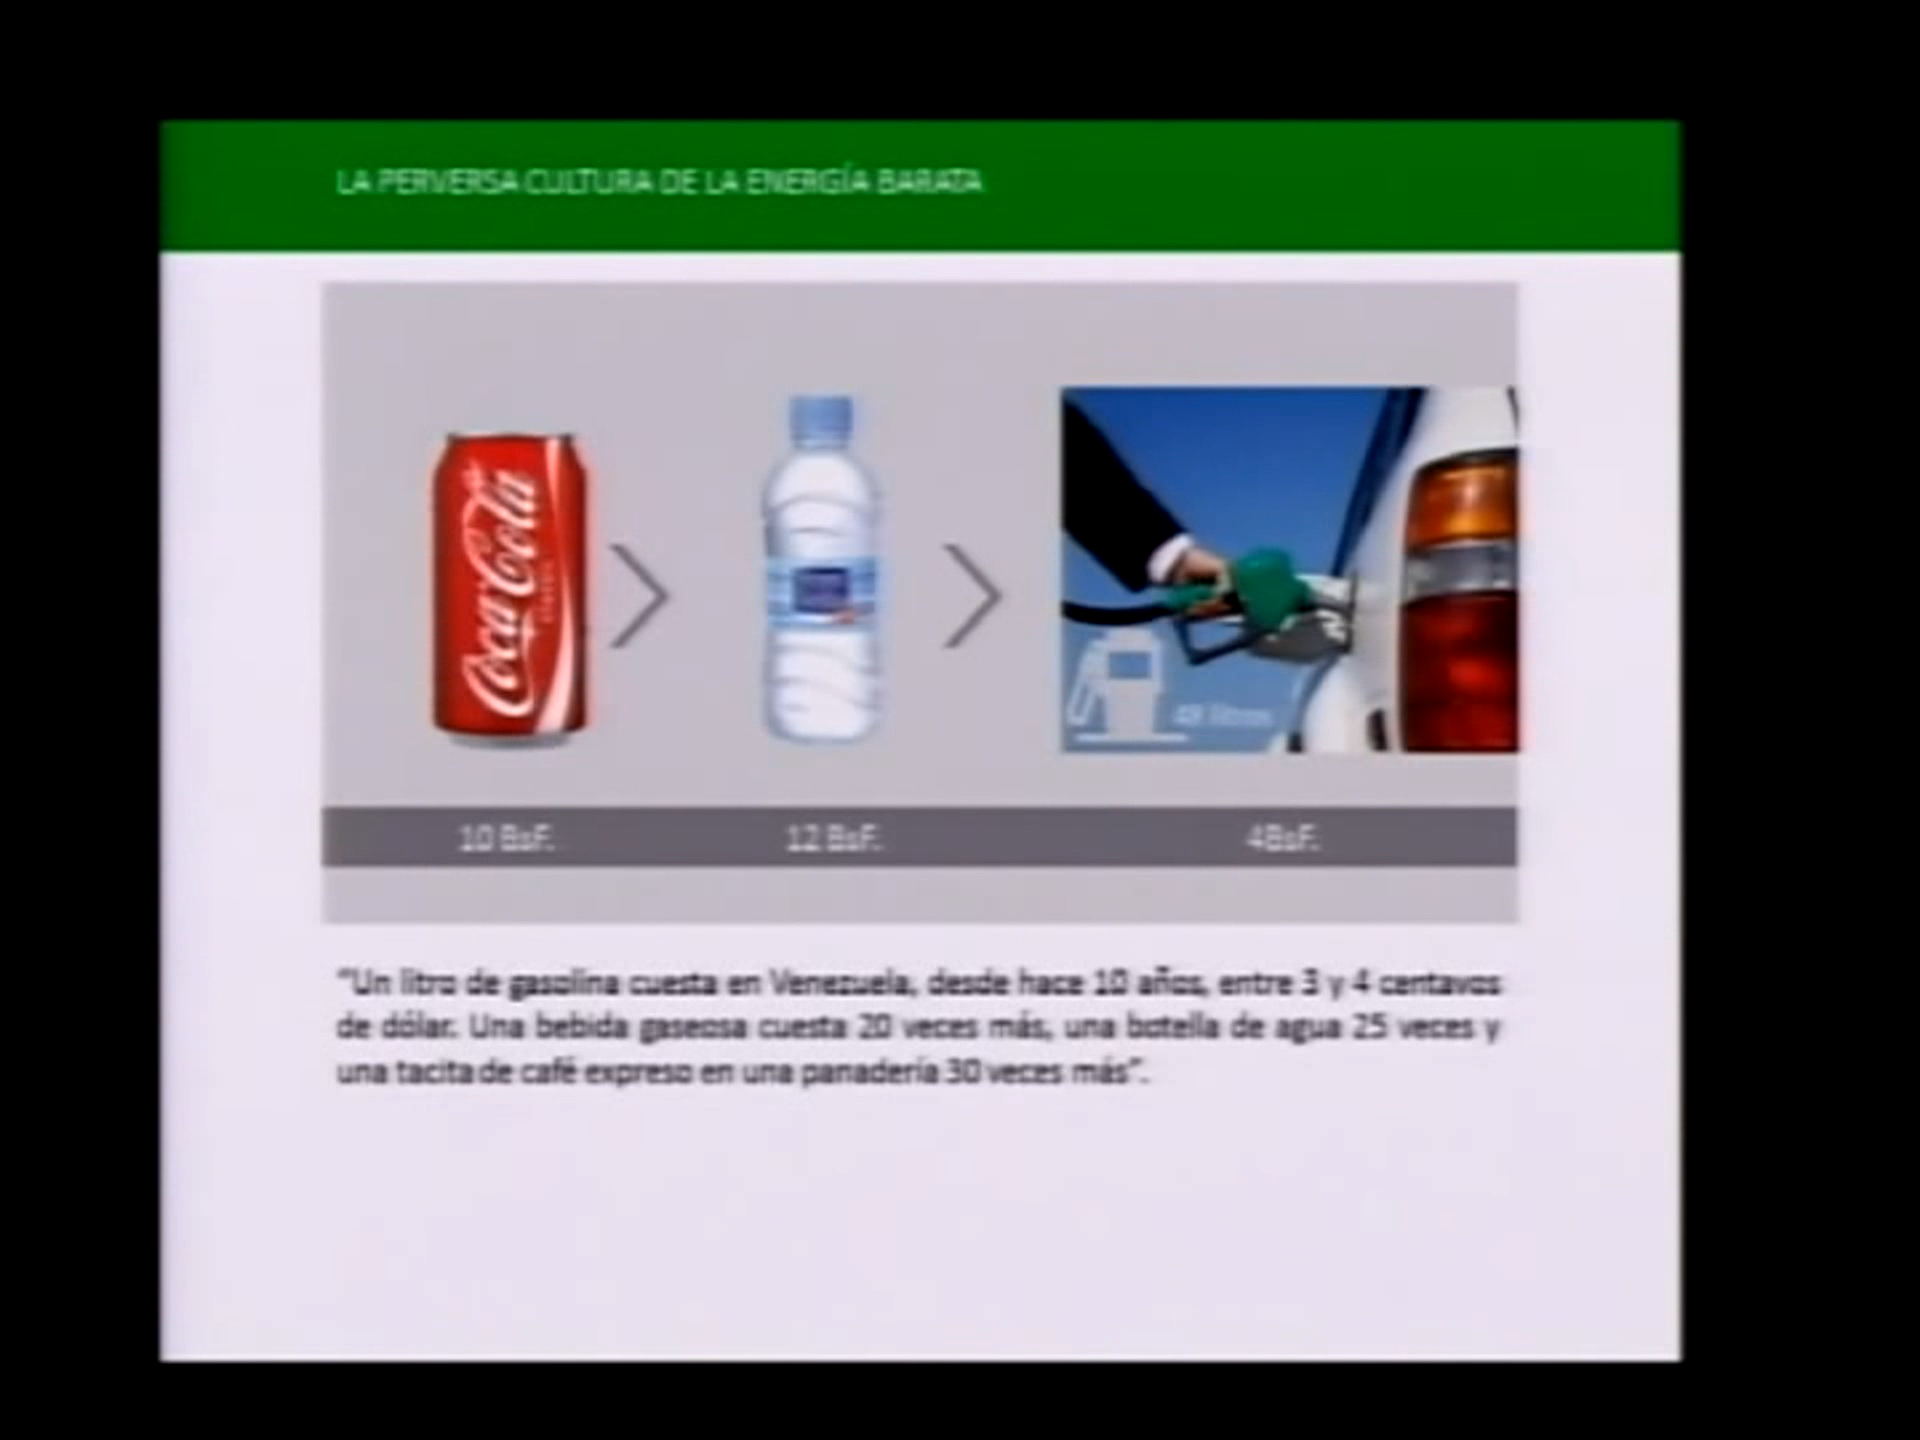 LA PERVERSA CULTURA DE LA ENERGÍA BARATA
Coca-Cola
48 litros
10 BsF.
12 BsF.
4BsF.
"Un litro de gasolina cuesta en Venezuela, desde hace 10 años, entre 3 y 4 centavos
de dólar. Una bebida gaseosa cuesta 20 veces más, una botella de agua 25 veces y
una tacita de café expreso en una panadería 30 veces más".